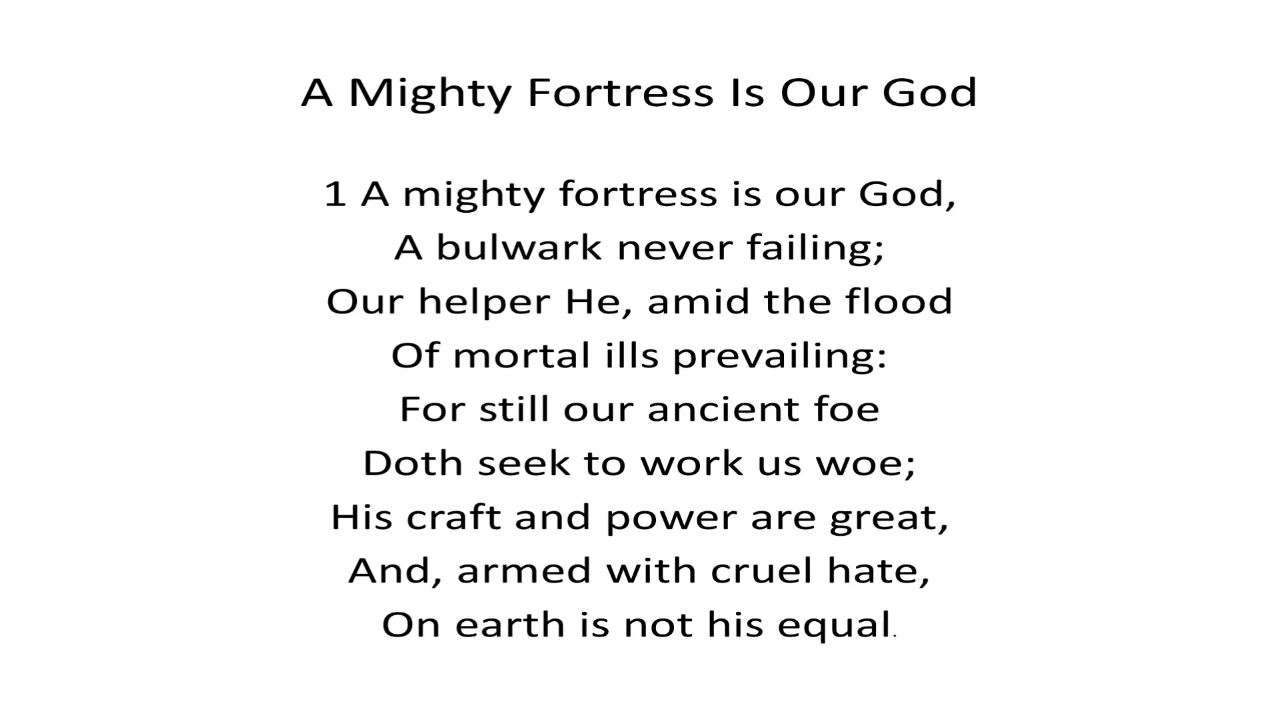 A Mighty Fortress Is Our God
1 A mighty fortress is our God,
A bulwark never failing;
Our helper He, amid the flood
Of mortal ills prevailing:
For still our ancient foe
Doth seek to work us woe;
His craft and power are great,
And, armed with cruel hate,
On earth is not his equal.